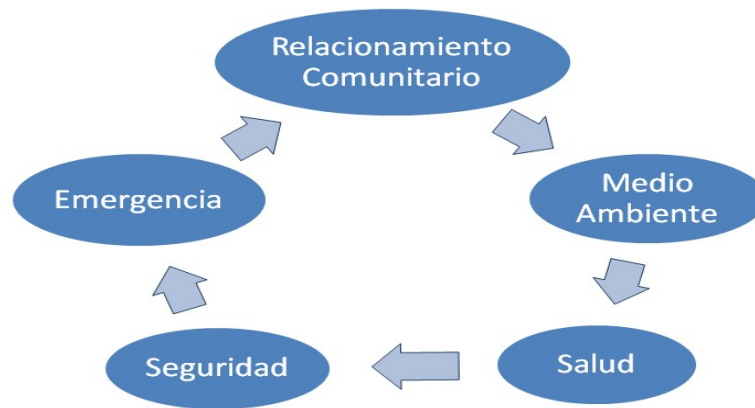 Relacionamiento
Comunitario
Medio
Ambiente
Salud
Seguridad
Emergencia